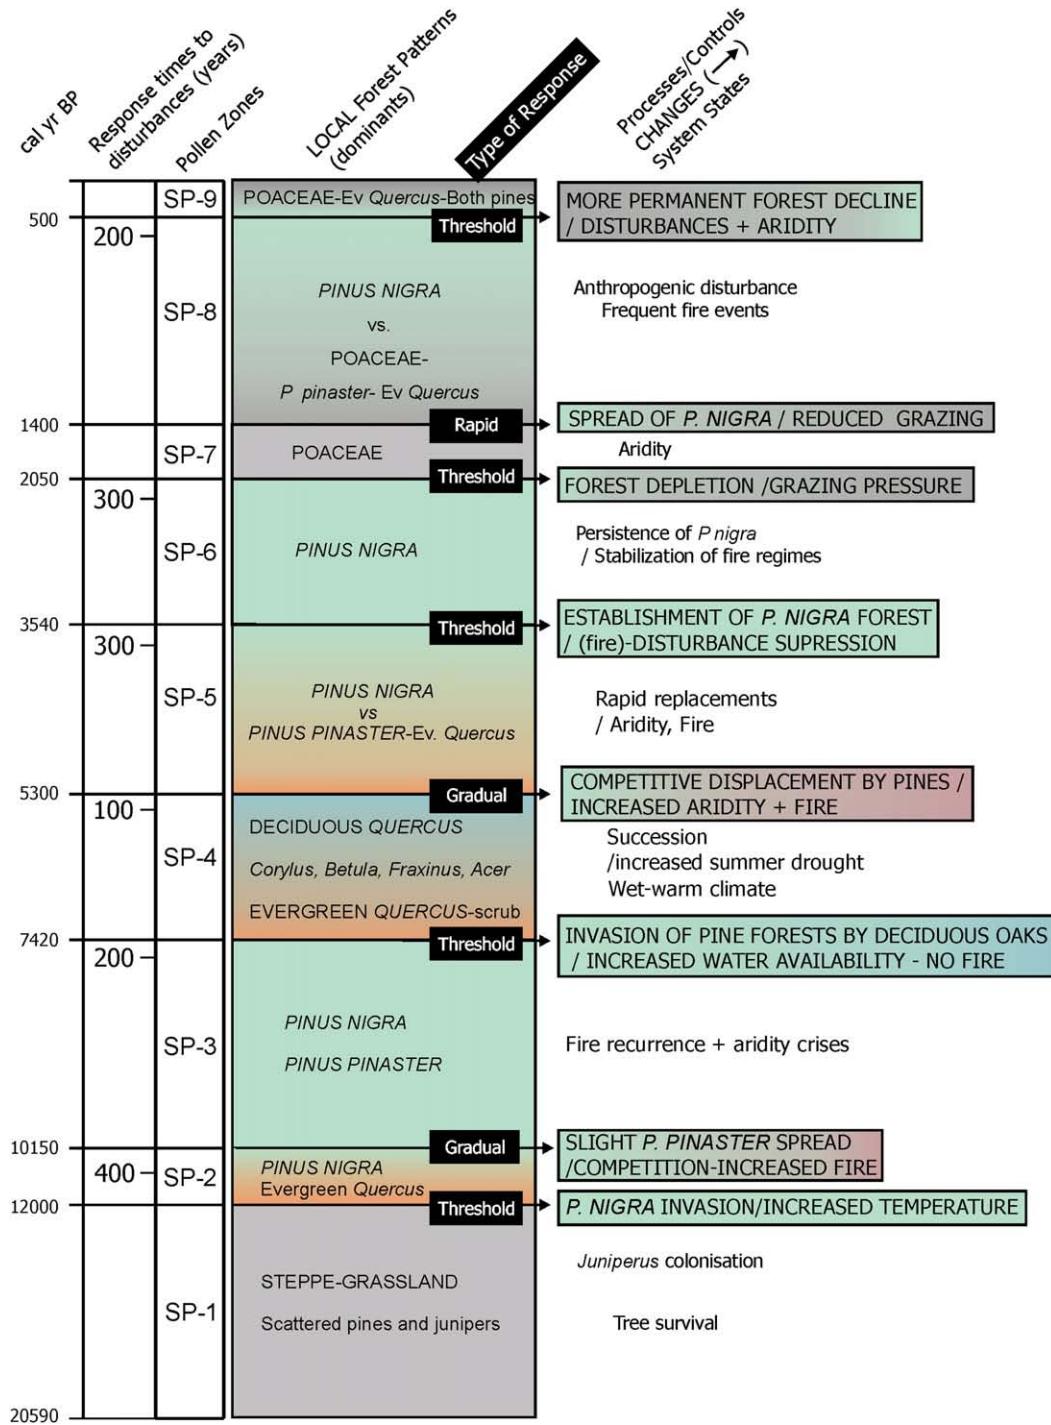 cal yr BP
Response times to
disturbances (years)
Pollen Zones
LOCAL Forest Patterns
(dominants)
Type of Response
Processes/Controls
CHANGES (→)
System States
SP-9
POACEAE-Ev Quercus-Both pines
500
200
Threshold
MORE PERMANENT FOREST DECLINE
/ DISTURBANCES + ARIDITY
SP-8
PINUS NIGRA
vs.
POACEAE-
P pinaster- Ev Quercus
Anthropogenic disturbance
Frequent fire events
1400
Rapid
SPREAD OF P. NIGRA / REDUCED GRAZING
SP-7
POACEAE
Aridity
2050
300
Threshold
FOREST DEPLETION /GRAZING PRESSURE
SP-6
PINUS NIGRA
Persistence of P nigra
/ Stabilization of fire regimes
3540
300
Threshold
ESTABLISHMENT OF P. NIGRA FOREST
/ (fire)-DISTURBANCE SUPRESSION
SP-5
PINUS NIGRA
vs
PINUS PINASTER-Ev. Quercus
Rapid replacements
/ Aridity, Fire
5300
100
Gradual
COMPETITIVE DISPLACEMENT BY PINES /
INCREASED ARIDITY + FIRE
SP-4
DECIDUOUS QUERCUS
Corylus, Betula, Fraxinus, Acer
EVERGREEN QUERCUS-scrub
Succession
/increased summer drought
Wet-warm climate
7420
200
Threshold
INVASION OF PINE FORESTS BY DECIDUOUS OAKS
/ INCREASED WATER AVAILABILITY - NO FIRE
SP-3
PINUS NIGRA
PINUS PINASTER
Fire recurrence + aridity crises
10150
400
Gradual
SLIGHT P. PINASTER SPREAD
/COMPETITION-INCREASED FIRE
SP-2
PINUS NIGRA
Evergreen Quercus
12000
Threshold
P. NIGRA INVASION/INCREASED TEMPERATURE
SP-1
STEPPE-GRASSLAND
Scattered pines and junipers
Juniperus colonisation
Tree survival
20590